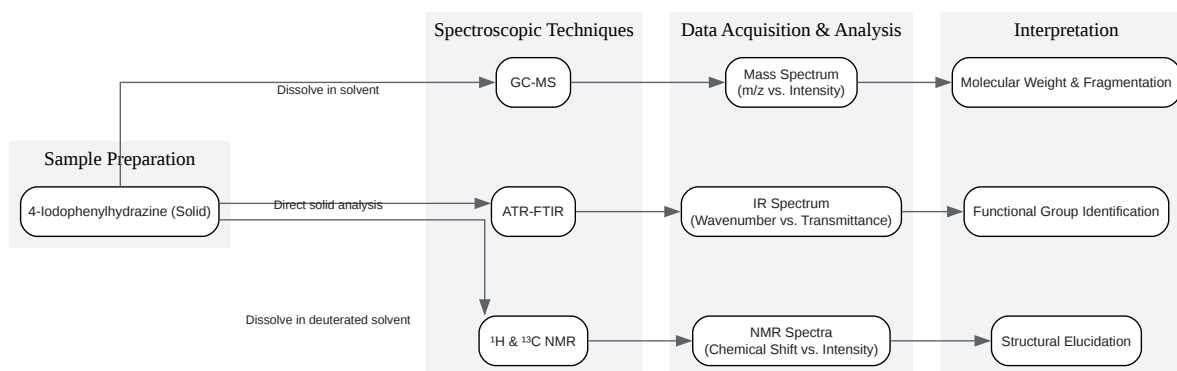 Spectroscopic Techniques
Data Acquisition & Analysis
Interpretation
GC-MS
Mass Spectrum
(m/z vs. Intensity)
Molecular Weight & Fragmentation
Dissolve in solvent
Sample Preparation
4-Iodophenylhydrazine (Solid)
Direct solid analysis
ATR-FTIR
IR Spectrum
(Wavenumber vs. Transmittance)
Functional Group Identification
Dissolve in deuterated solvent
¹H & ¹³C NMR
NMR Spectra
(Chemical Shift vs. Intensity)
Structural Elucidation